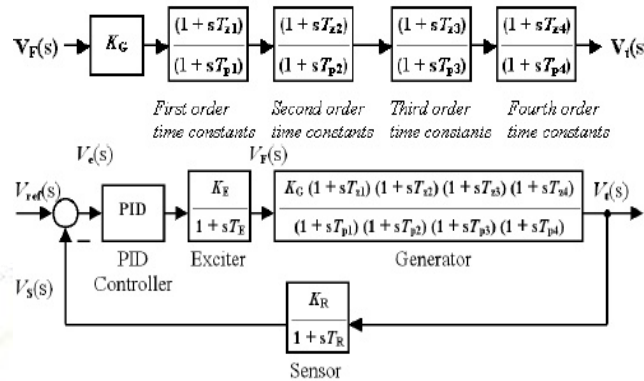 V_F(s) K_G (1 + sT_z1) (1 + sT_z2) (1 + sT_z3) (1 + sT_z4) V_t(s
(1 + sT_p1) (1 + sT_p2) (1 + sT_p3) (1 + sT_p4)
First order Second order Third order Fourth order
time constants time constants time constants time constants
V_e(s) V_F(s)
V_ref(s) PID K_E K_G (1 + sT_z1) (1 + sT_z2) (1 + sT_z3) (1 + sT_z4) V_t(s)
1 + sT_E (1 + sT_p1) (1 + sT_p2) (1 + sT_p3) (1 + sT_p4)
−
PID Exciter Generator
Controller
V_S(s)
K_R
1 + sT_R
Sensor